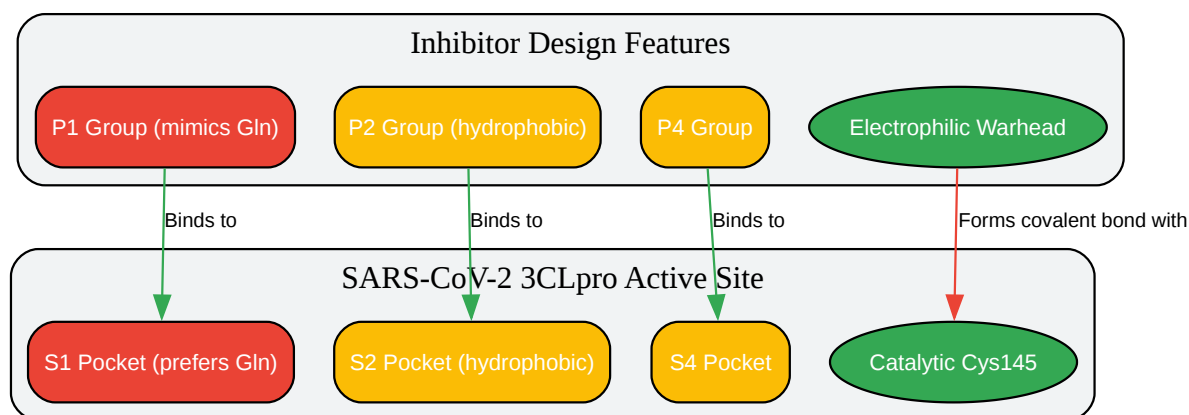 Inhibitor Design Features
P1 Group (mimics Gln)
P2 Group (hydrophobic)
P4 Group
Electrophilic Warhead
Binds to
Binds to
Binds to
Forms covalent bond with
SARS-CoV-2 3CLpro Active Site
S1 Pocket (prefers Gln)
S2 Pocket (hydrophobic)
S4 Pocket
Catalytic Cys145